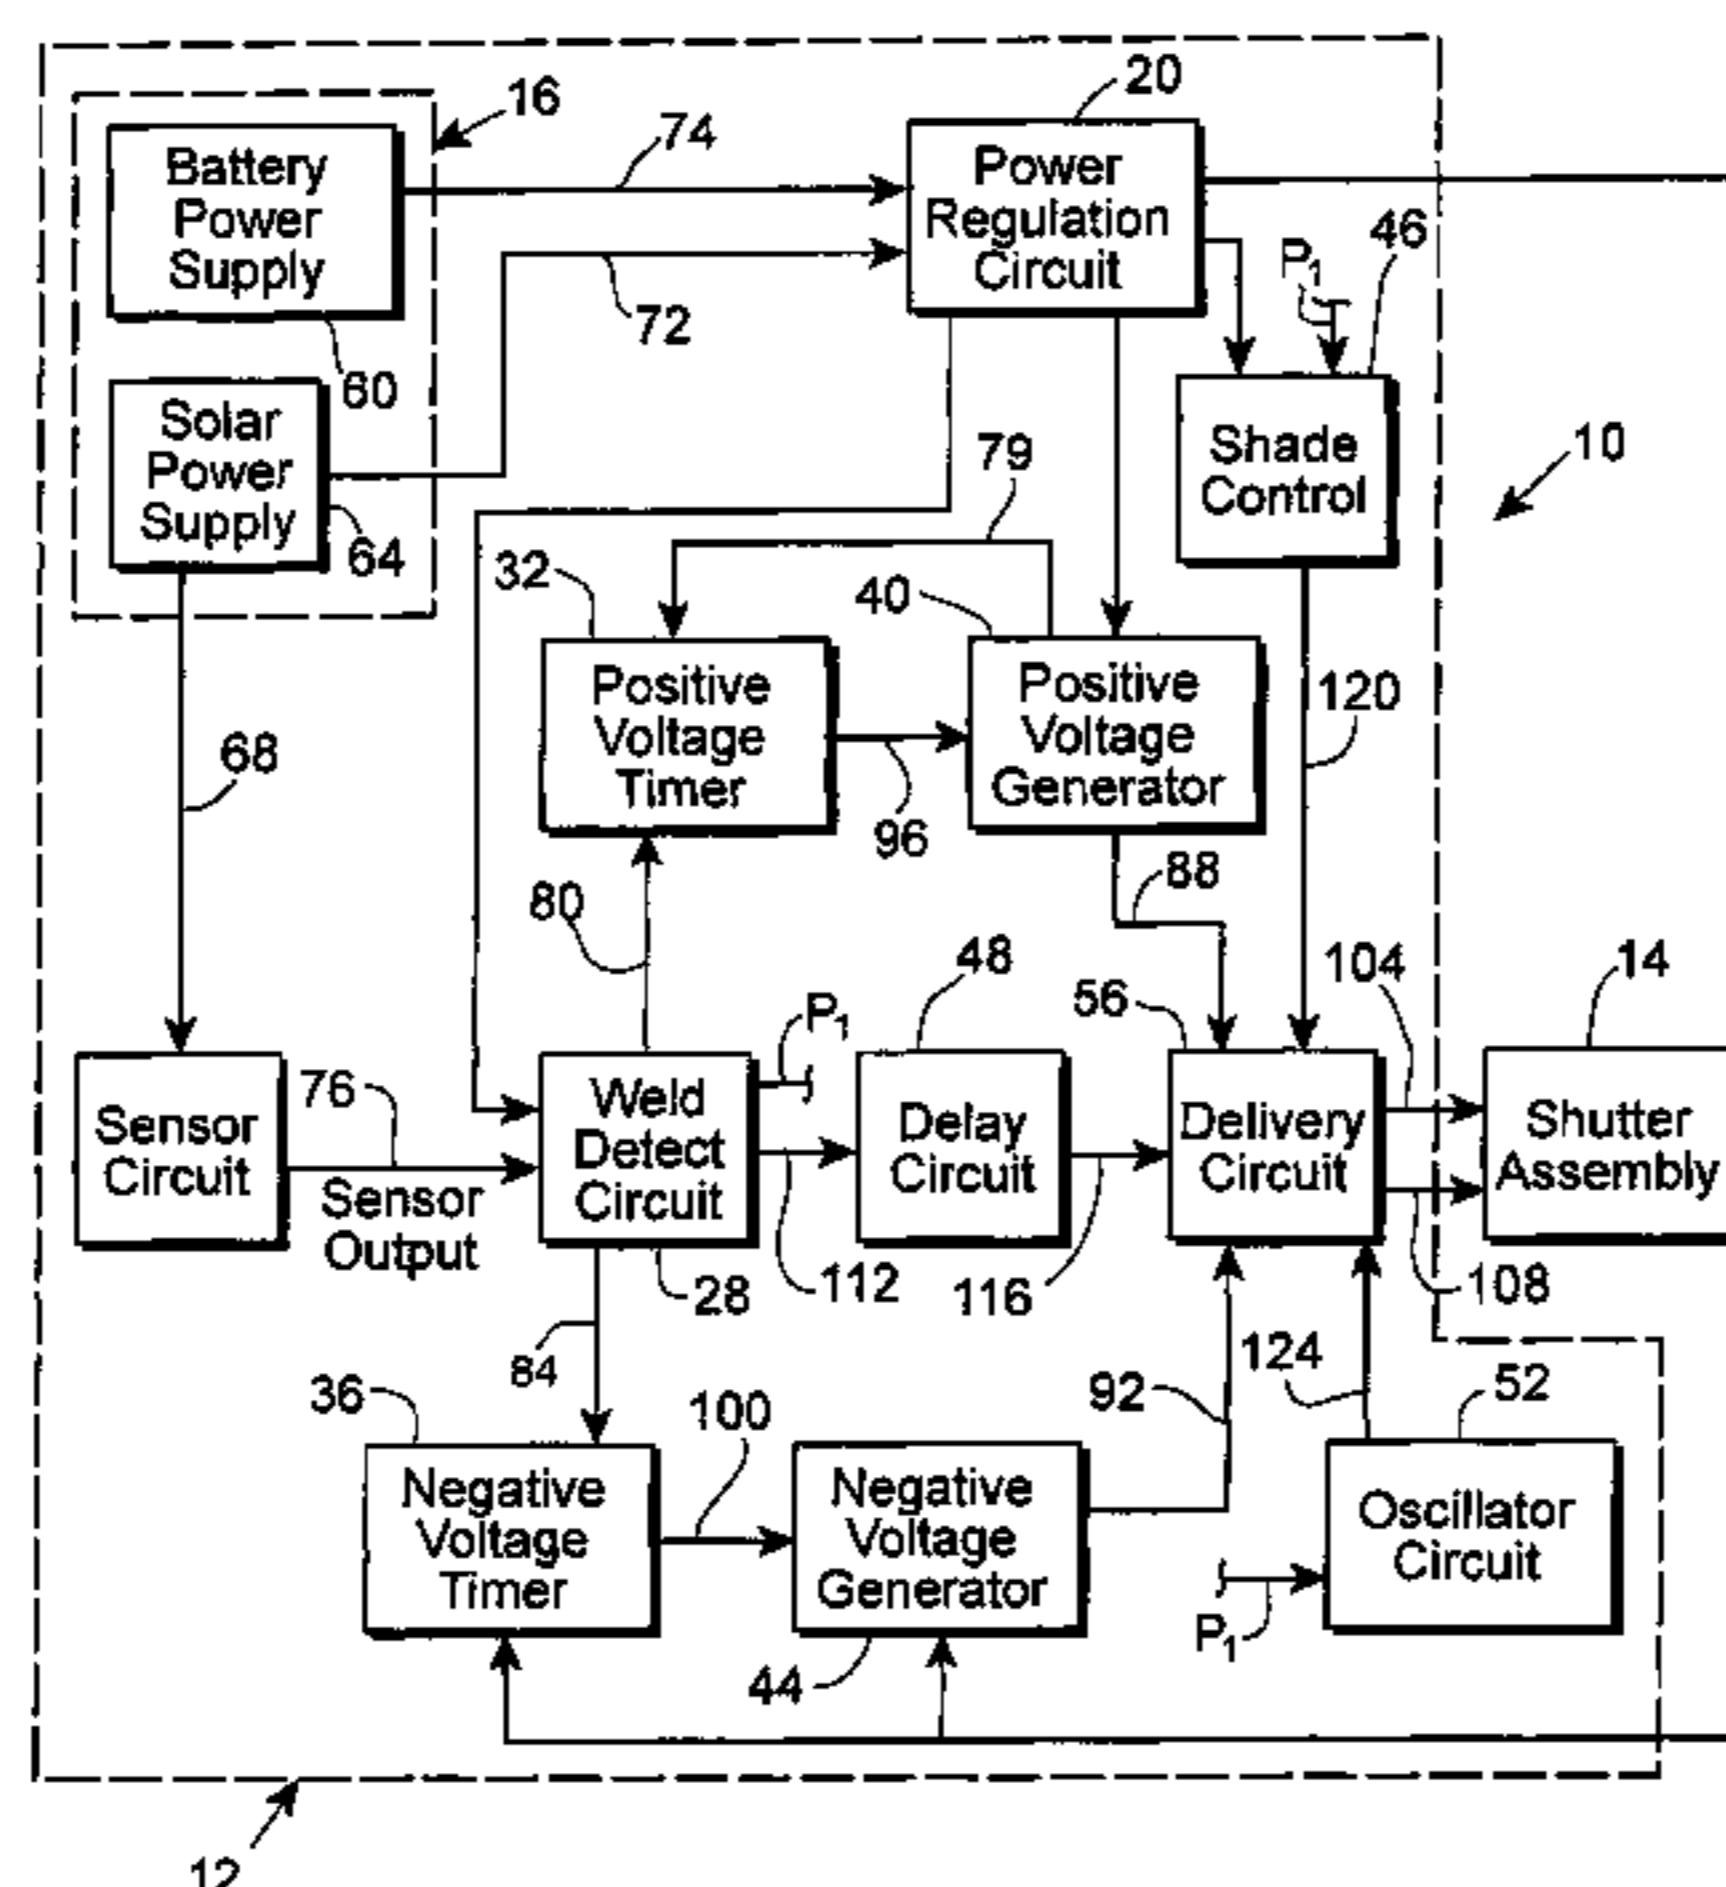 20
16
74
Battery
Power
Supply
Power
Regulation
Circuit
46
P1
72
60
Solar
Power
Supply
64
79
Shade
Control
10
32
40
Positive
Voltage
Timer
Positive
Voltage
Generator
120
68
96
88
80
48
P1
56
104
14
Sensor
Circuit
76
Sensor
Output
Weld
Detect
Circuit
Delay
Circuit
Delivery
Circuit
Shutter
Assembly
28
112
116
108
84
124
36
100
92
52
Negative
Voltage
Timer
Negative
Voltage
Generator
Oscillator
Circuit
P1
44
12